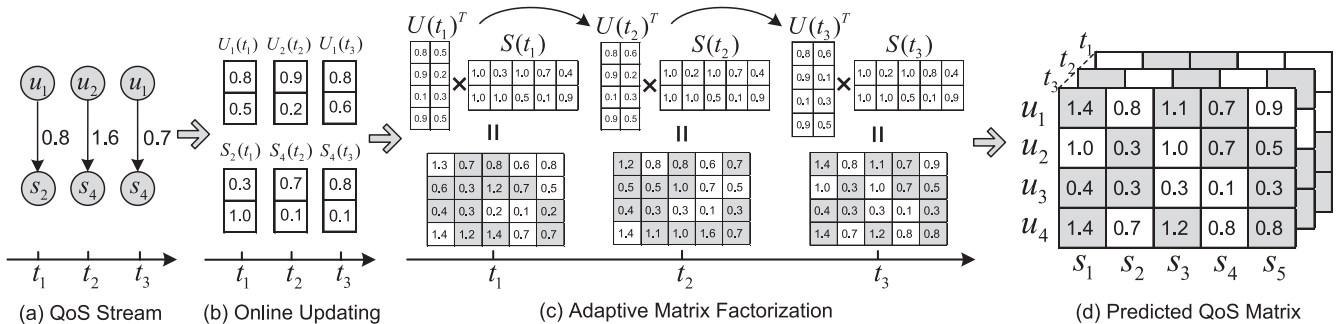 U(t₁)ᵀ U(t₂)ᵀ U(t₃)ᵀ
U₁(t₁) U₂(t₂) U₁(t₃)
S(t₁) S(t₂) S(t₃)
u₁ u₂ u₁
0.8 0.9 0.8
0.5 0.2 0.6
0.8 1.6 0.7
s₂ s₄ s₄
S₂(t₁) S₄(t₂) S₄(t₃)
0.3 0.7 0.8
1.0 0.1 0.1
t₁ t₂ t₃
t₁ t₂ t₃
(a) QoS Stream
(b) Online Updating
0.8 0.5
0.9 0.2
0.1 0.3
0.9 0.5
×
1.0 0.3 1.0 0.7 0.4
1.0 1.0 0.5 0.1 0.9
=
1.3 0.7 0.8 0.6 0.8
0.6 0.3 1.2 0.7 0.5
0.4 0.3 0.2 0.1 0.2
1.4 1.2 1.4 0.7 0.7
t₁
0.8 0.5
0.9 0.2
0.1 0.3
0.9 0.5
×
1.0 0.2 1.0 0.7 0.4
1.0 1.0 0.5 0.1 0.9
=
1.2 0.8 0.8 0.6 0.7
0.5 0.5 1.0 0.7 0.5
0.4 0.3 0.3 0.1 0.3
1.4 1.1 1.0 1.6 0.7
t₂
0.8 0.6
0.9 0.1
0.1 0.3
0.9 0.5
×
1.0 0.2 1.0 0.8 0.4
1.0 1.0 0.5 0.1 0.9
=
1.4 0.8 1.1 0.7 0.9
1.0 0.3 1.0 0.7 0.5
0.4 0.3 0.3 0.1 0.3
1.4 0.7 1.2 0.8 0.8
t₃
(c) Adaptive Matrix Factorization
t₁
t₂
t₃
u₁ 1.4 0.8 1.1 0.7 0.9
u₂ 1.0 0.3 1.0 0.7 0.5
u₃ 0.4 0.3 0.3 0.1 0.3
u₄ 1.4 0.7 1.2 0.8 0.8
s₁ s₂ s₃ s₄ s₅
(d) Predicted QoS Matrix